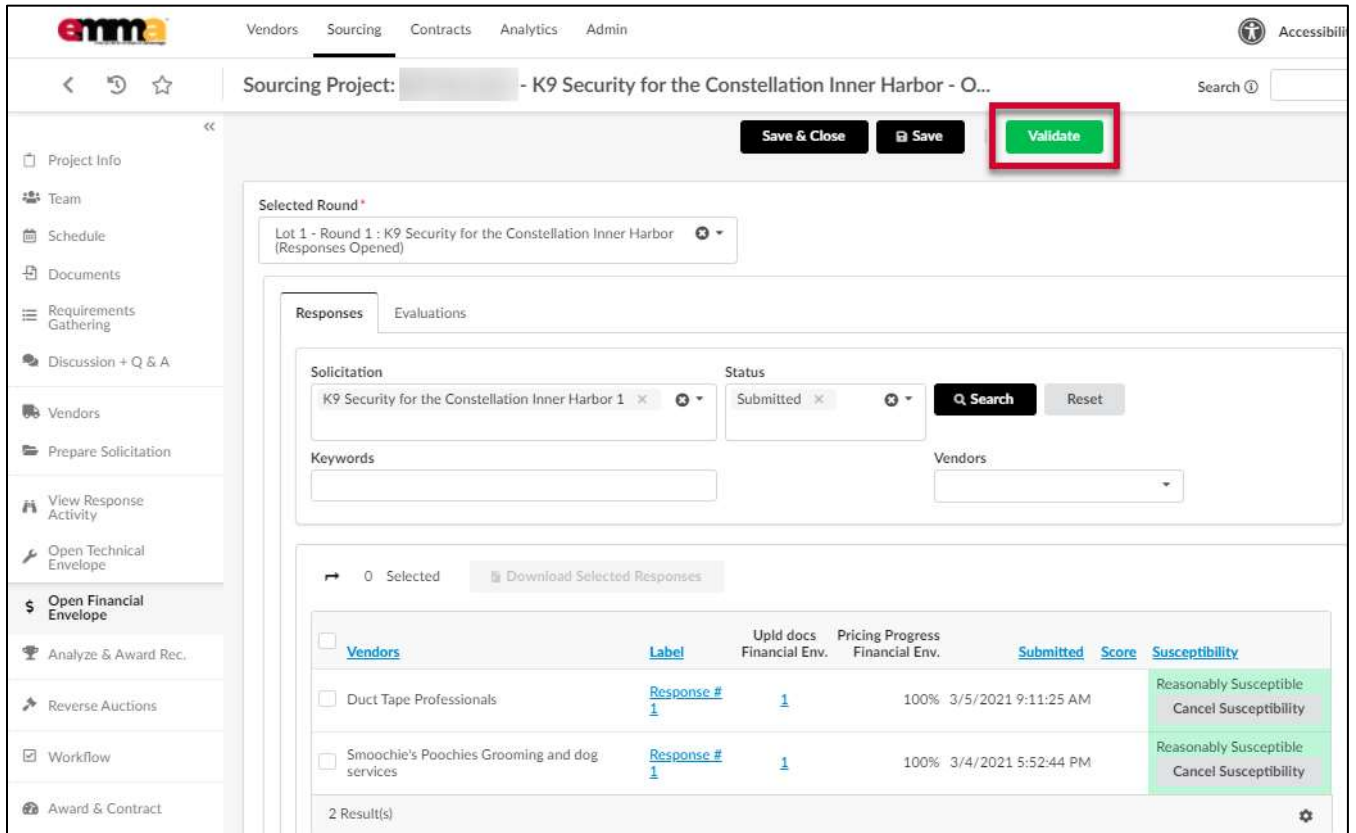 emma
Vendors Sourcing Contracts Analytics Admin
Sourcing Project: - K9 Security for the Constellation Inner Harbor - O...
Search
Save & Close Save Validate
Project Info
Team
Schedule
Documents
Requirements
Gathering
Discussion + Q & A
Vendors
Prepare Solicitation
View Response
Activity
Open Technical
Envelope
$ Open Financial
Envelope
Analyze & Award Rec.
Reverse Auctions
Workflow
Award & Contract
Selected Round*
Lot 1 - Round 1 : K9 Security for the Constellation Inner Harbor
(Responses Opened)
Responses Evaluations
Solicitation Status
K9 Security for the Constellation Inner Harbor 1 × Submitted × Search Reset
Keywords Vendors
0 Selected Download Selected Responses
Upld docs Pricing Progress
Vendors Label Financial Env. Financial Env. Submitted Score Susceptibility
Duct Tape Professionals Response # 1 100% 3/5/2021 9:11:25 AM Reasonably Susceptible
1 Cancel Susceptibility
Smoochie's Poochies Grooming and dog Response # 1 100% 3/4/2021 5:52:44 PM Reasonably Susceptible
services 1 Cancel Susceptibility
2 Result(s)